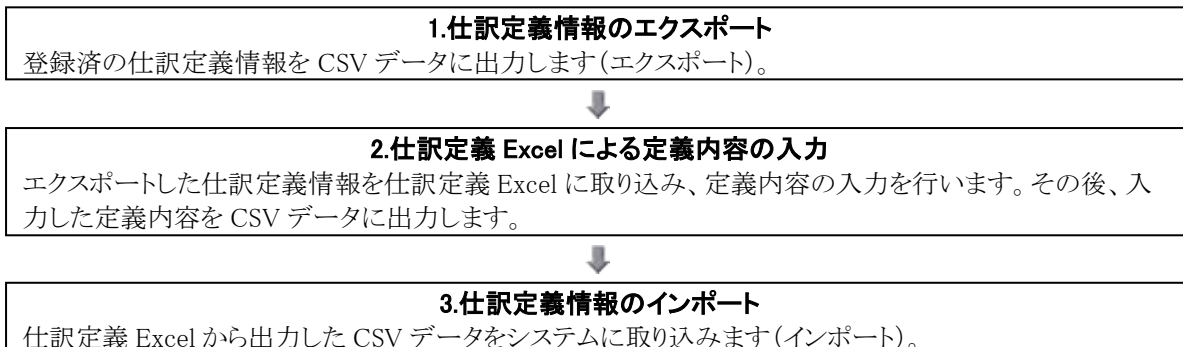 1.仕訳定義情報のエクスポート
登録済の仕訳定義情報を CSV データに出力します(エクスポート)。
2.仕訳定義 Excel による定義内容の入力
エクスポートした仕訳定義情報を仕訳定義 Excel に取り込み、定義内容の入力を行います。その後、入
力した定義内容を CSV データに出力します。
3.仕訳定義情報のインポート
仕訳定義 Excel から出力した CSV データをシステムに取り込みます(インポート)。